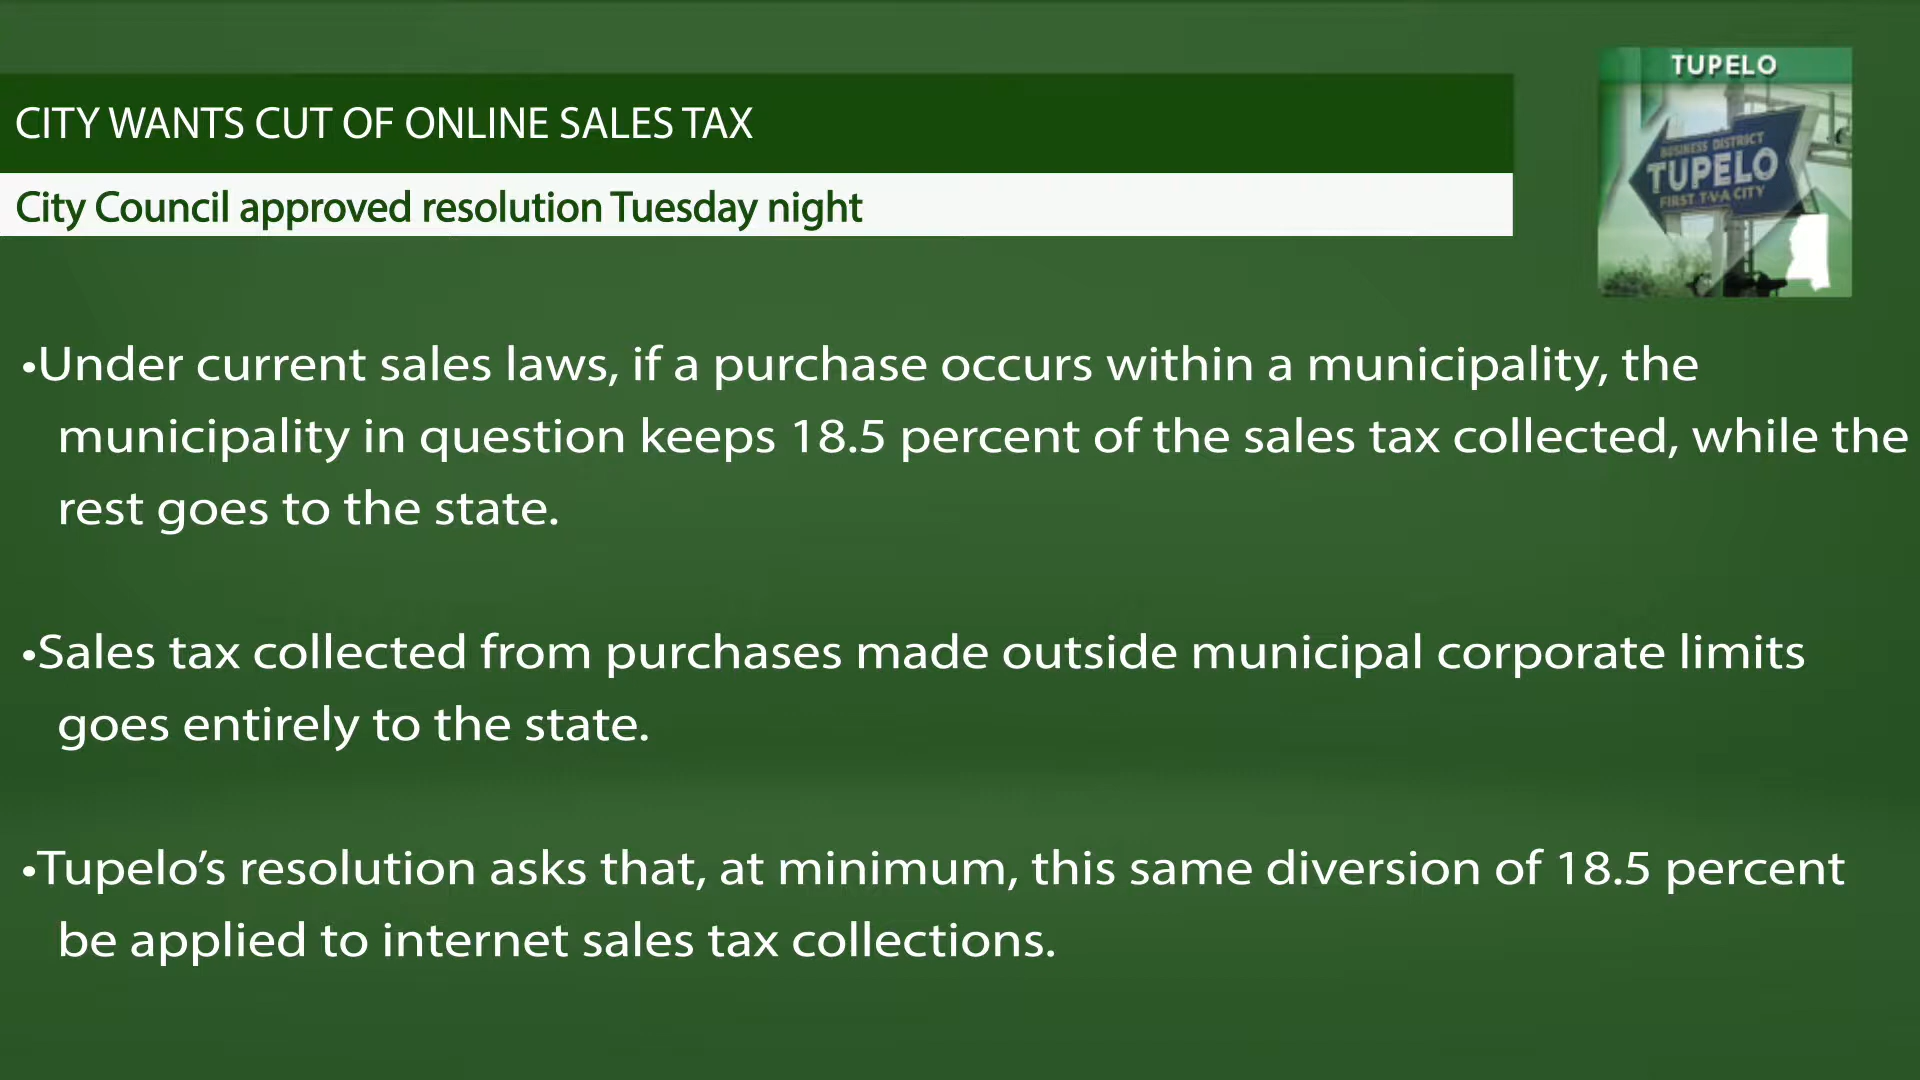 TUPELO
CITY WANTS CUT OF ONLINE SALES TAX
City Council approved resolution Tuesday night
BUSINESS DISTRICT
TUPELO
FIRST TVA CITY
•Under current sales laws, if a purchase occurs within a municipality, the
municipality in question keeps 18.5 percent of the sales tax collected, while the
rest goes to the state.
•Sales tax collected from purchases made outside municipal corporate limits
goes entirely to the state.
•Tupelo’s resolution asks that, at minimum, this same diversion of 18.5 percent
be applied to internet sales tax collections.